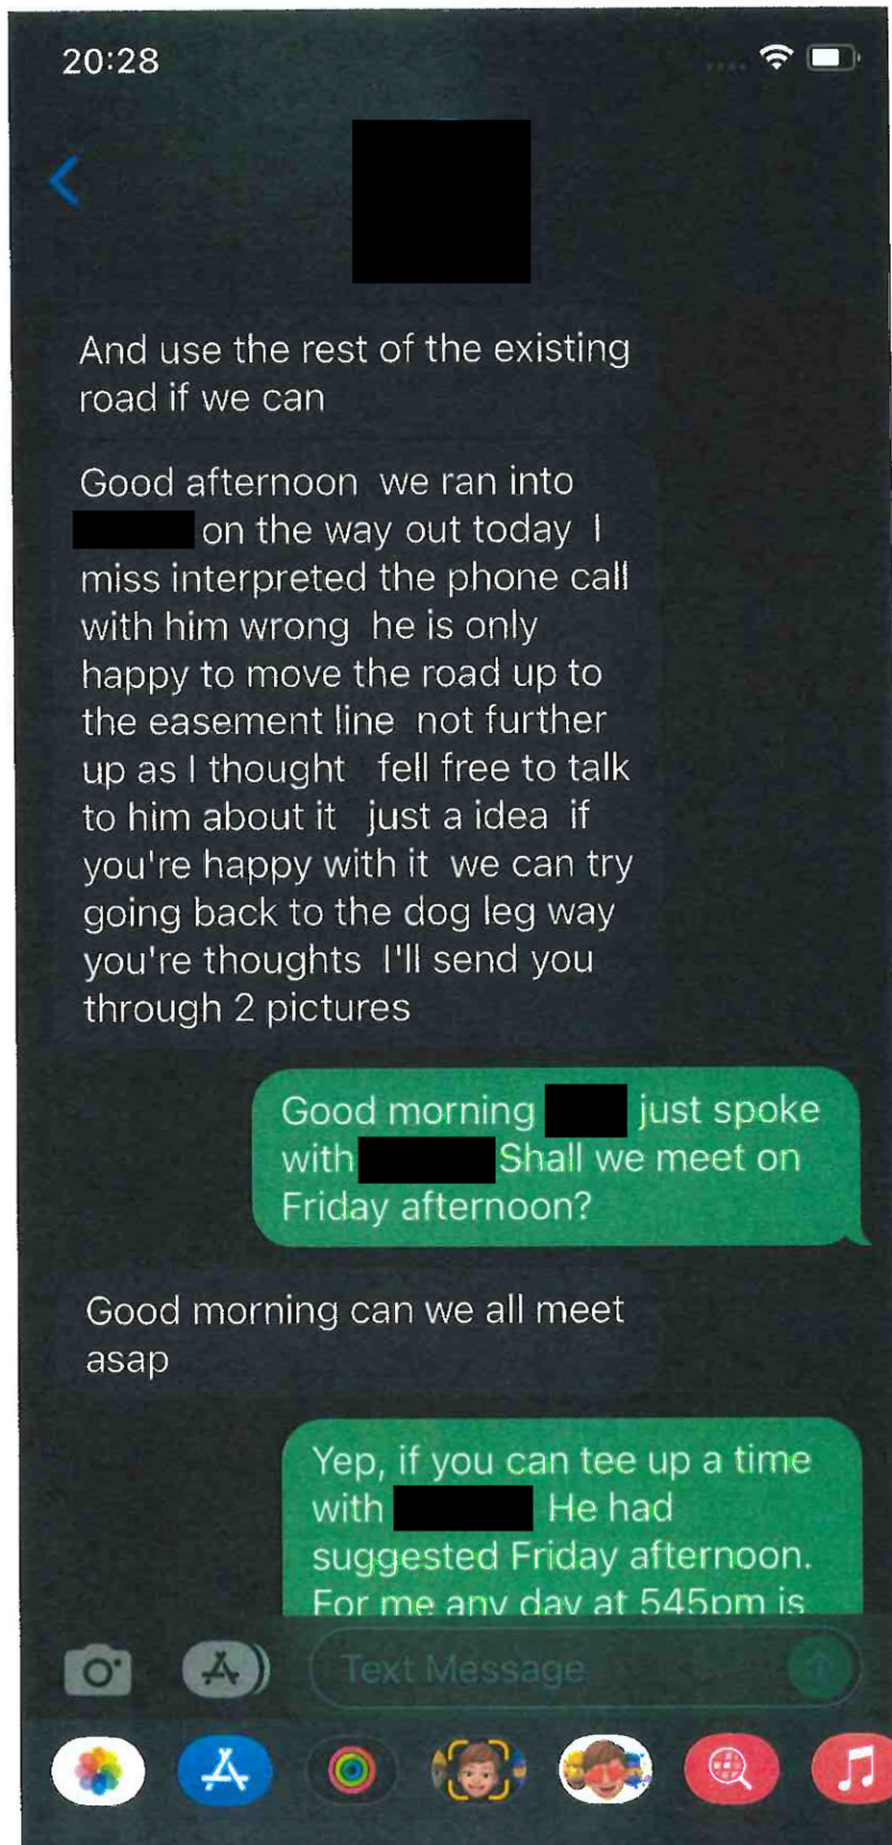 20:28
And use the rest of the existing
road if we can
Good afternoon  we ran into
on the way out today  I
miss interpreted the phone call
with him wrong  he is only
happy to move the road up to
the easement line  not further
up as I thought   fell free to talk
to him about it   just a idea  if
you're happy with it  we can try
going back to the dog leg way
you're thoughts  I'll send you
through 2 pictures
Good morning just spoke
with Shall we meet on
Friday afternoon?
Good morning can we all meet
asap
Yep, if you can tee up a time
with He had
suggested Friday afternoon.
For me any day at 545pm is
Text Message